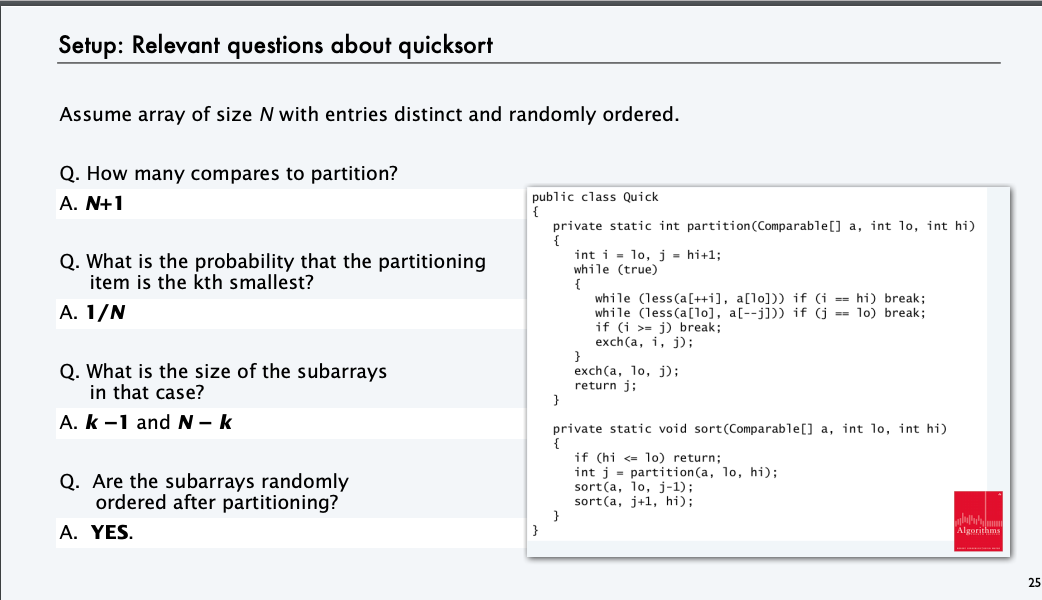 Setup: Relevant questions about quicksort
Assume array of size N with entries distinct and randomly ordered.
Q. How many compares to partition?
A. N+1
Q. What is the probability that the partitioning
item is the kth smallest?
A. 1/N
Q. What is the size of the subarrays
in that case?
A. k –1 and N – k
Q. Are the subarrays randomly
ordered after partitioning?
A. YES.
public class Quick
{
   private static int partition(Comparable[] a, int lo, int hi)
   {
      int i = lo, j = hi+1;
      while (true)
      {
         while (less(a[++i], a[lo])) if (i == hi) break;
         while (less(a[lo], a[--j])) if (j == lo) break;
         if (i >= j) break;
         exch(a, i, j);
      }
      exch(a, lo, j);
      return j;
   }
   private static void sort(Comparable[] a, int lo, int hi)
   {
      if (hi <= lo) return;
      int j = partition(a, lo, hi);
      sort(a, lo, j-1);
      sort(a, j+1, hi);
   }
}
Algorithms
25